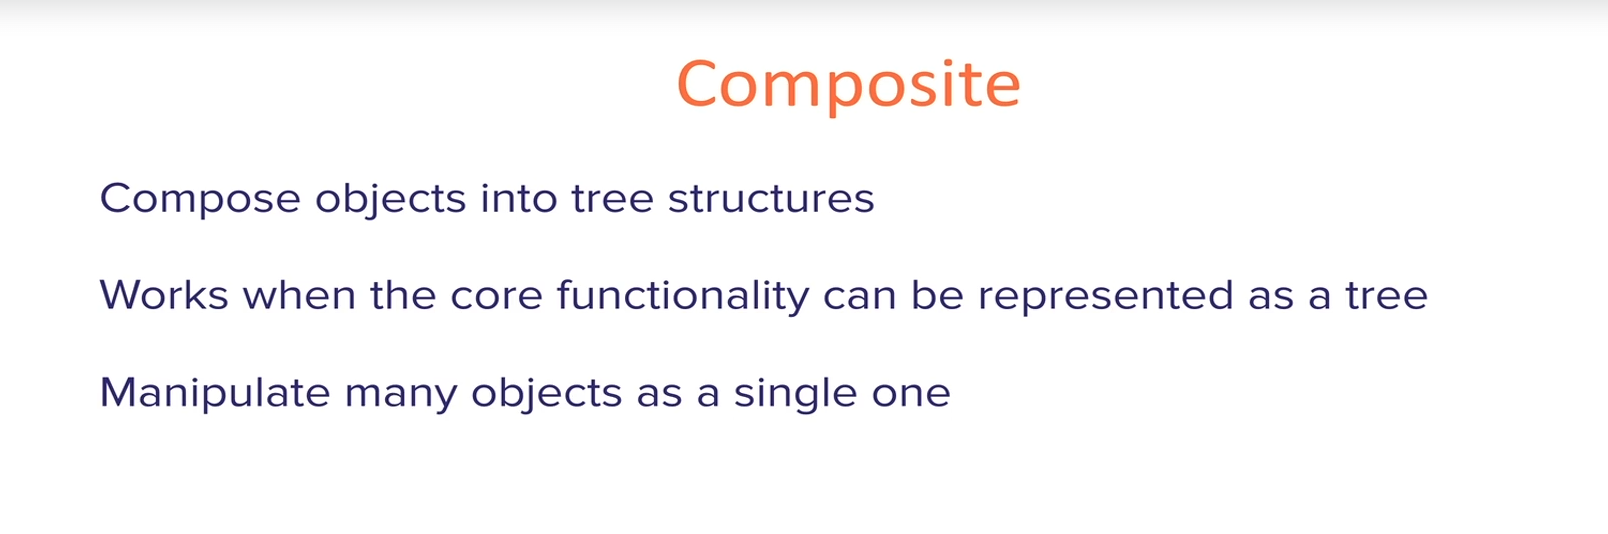 Composite
Compose objects into tree structures
Works when the core functionality can be represented as a tree
Manipulate many objects as a single one